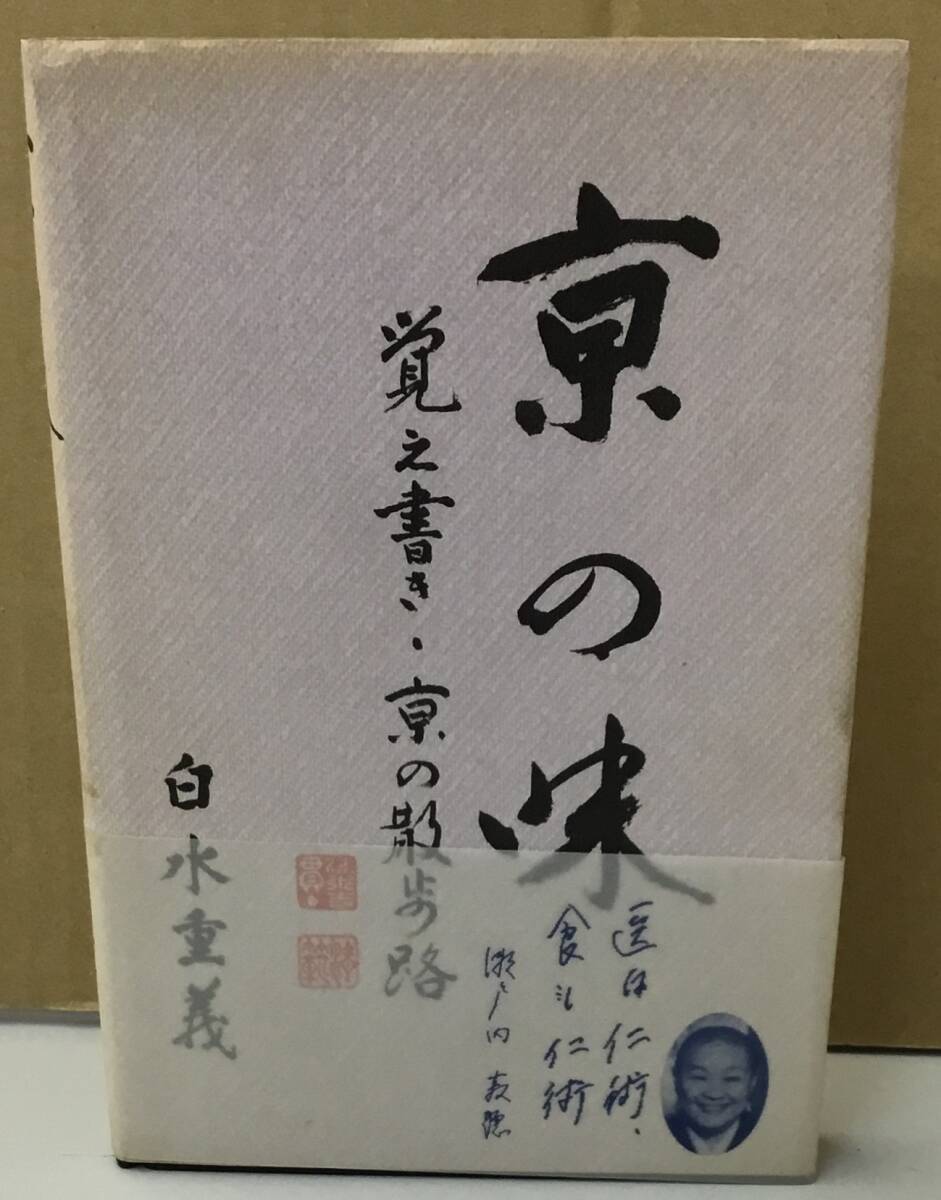 京の味
覚え書き・京の散歩路
白水重義
医は仁術・
食も仁術
瀬戸内寂聴